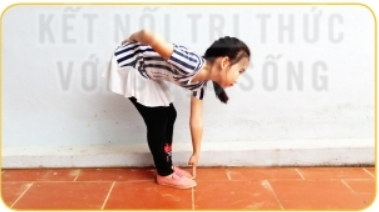 KẾT NỐI TRI THỨC
VỚI SỐNG